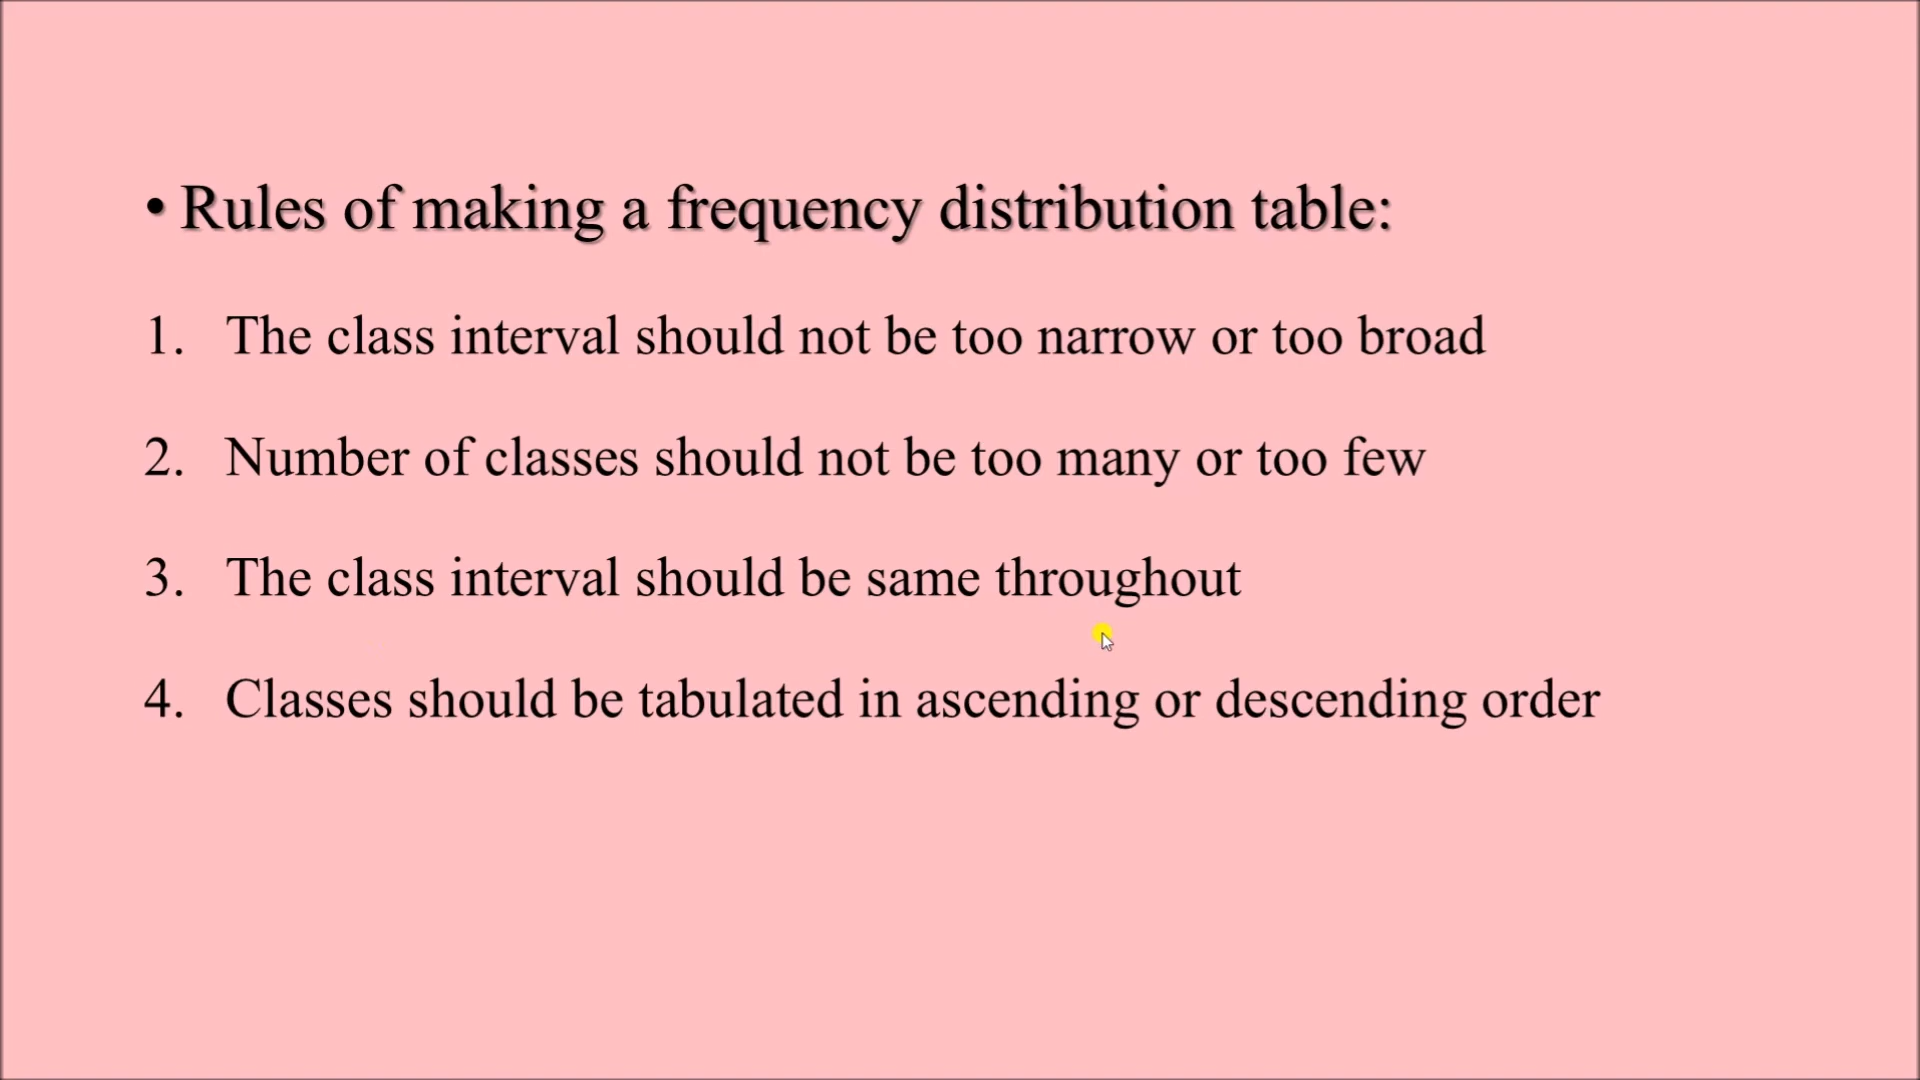 • Rules of making a frequency distribution table:
1. The class interval should not be too narrow or too broad
2. Number of classes should not be too many or too few
3. The class interval should be same throughout
4. Classes should be tabulated in ascending or descending order